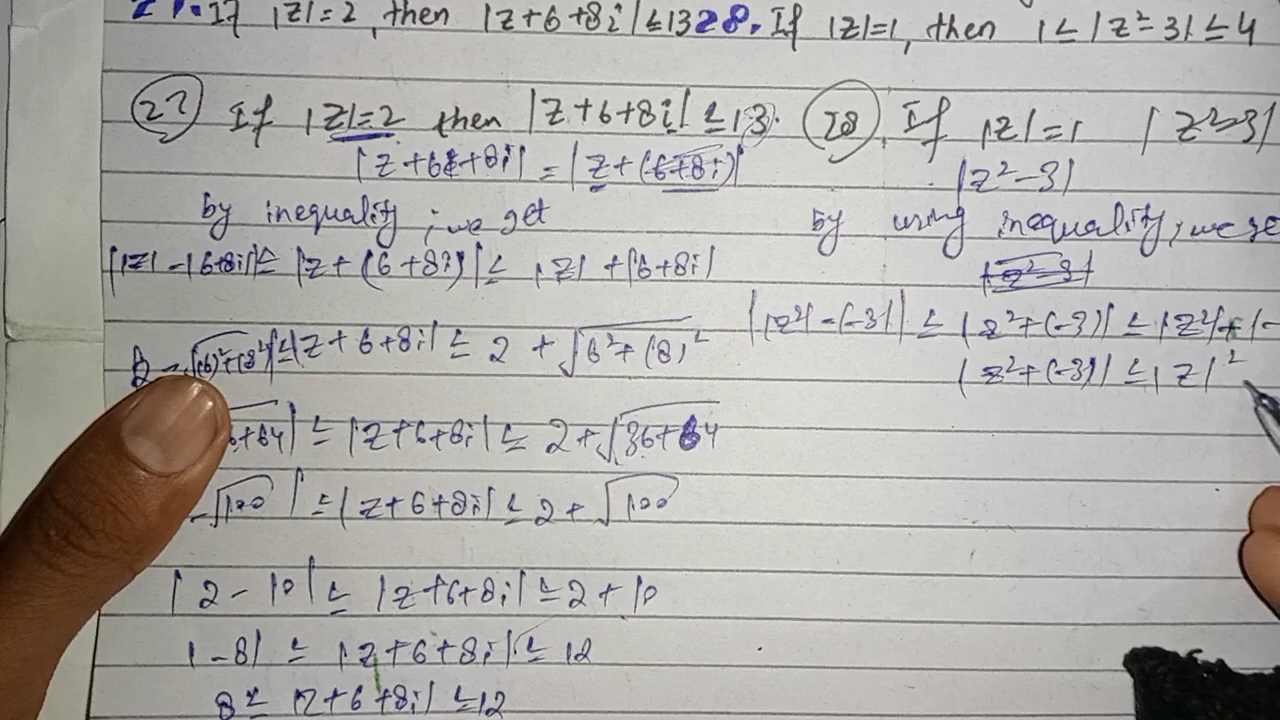 27. If |z|=2, then |z+6+8i|≤13 28. If |z|=1, then 1≤|z²-3|≤4
(27) If |z|=2 then |z+6+8i| ≤13.
|z+6+8i| = |z+(6+8i)|
by inequality; we get
||z|-|6+8i|≤ |z+(6+8i)|≤ |z|+|6+8i|
2-√(6)²+(8²)|≤|z+6+8i| ≤ 2+√6²+(8)²
+64| ≤ |z+6+8i| ≤ 2+√36+64
-√100| ≤|z+6+8i| ≤ 2+√100
|2-10| ≤ |z+6+8i| ≤ 2+10
|-8| ≤ |z+6+8i| ≤ 12
8≤ |z+6+8i| ≤12
(28). If |z|=1 |z²-3|
|z²-3|
by using inequality; we ge
||z²|-|-3|| ≤ |z²+(-3)| ≤ |z²|+|-
|z²+(-3)| ≤|z|²